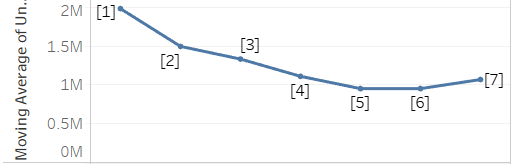 Moving Average of Un..
2M
1.5M
1M
0.5M
0M
[1]
[2]
[3]
[4]
[5]
[6]
[7]